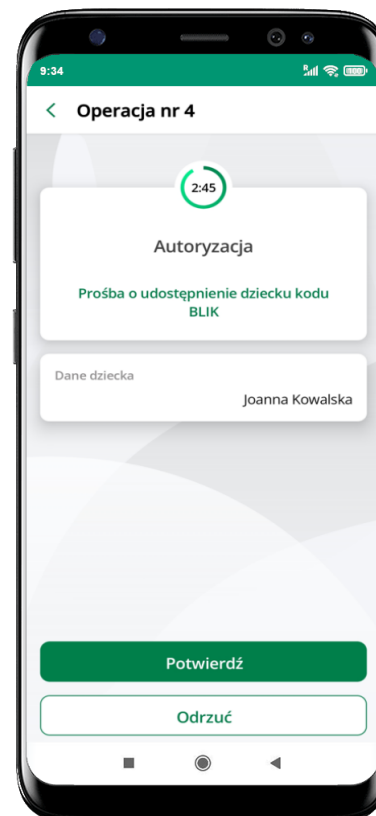 9:34
Operacja nr 4
2:45
Autoryzacja
Prośba o udostępnienie dziecku kodu
BLIK
Dane dziecka
Joanna Kowalska
Potwierdź
Odrzuć